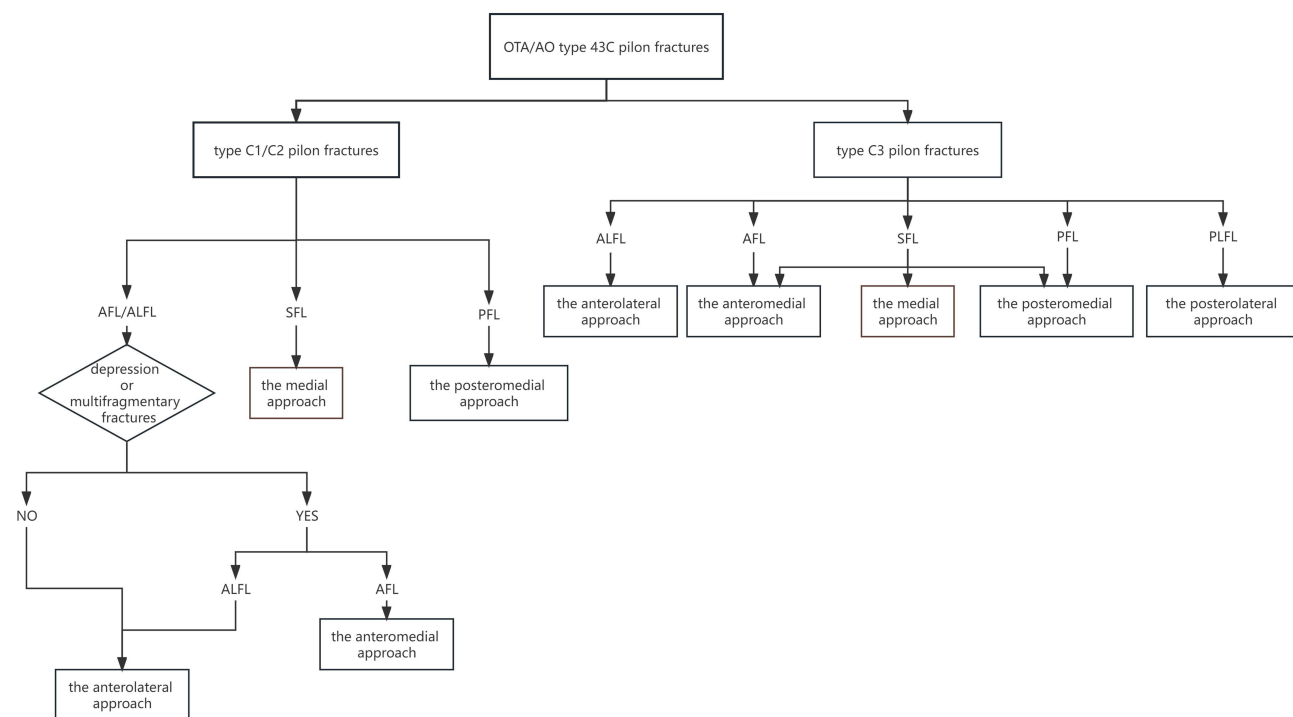 OTA/AO type 43C pilon fractures
type C1/C2 pilon fractures
type C3 pilon fractures
ALFL
AFL
SFL
PFL
PLFL
the anterolateral
approach
the anteromedial
approach
the medial
approach
the posteromedial
approach
the posterolateral
approach
AFL/ALFL
SFL
PFL
depression
or
multifragmentary
fractures
the medial
approach
the posteromedial
approach
NO
YES
ALFL
AFL
the anteromedial
approach
the anterolateral
approach